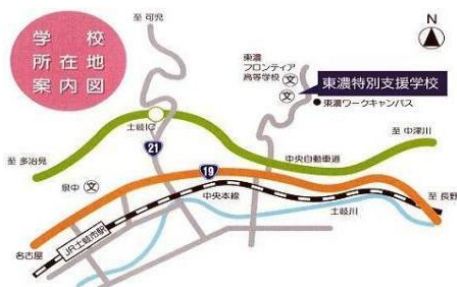 学校
所在地
案内図
至 可児
N
東濃
フロンティア
高等学校
文
文
東濃特別支援学校
東濃ワークキャンパス
土岐IC
至 中津川
21
至 多治見
中央自動車道
19
泉中
文
中央本線
土岐川
至 長野
JR土岐市駅
名古屋